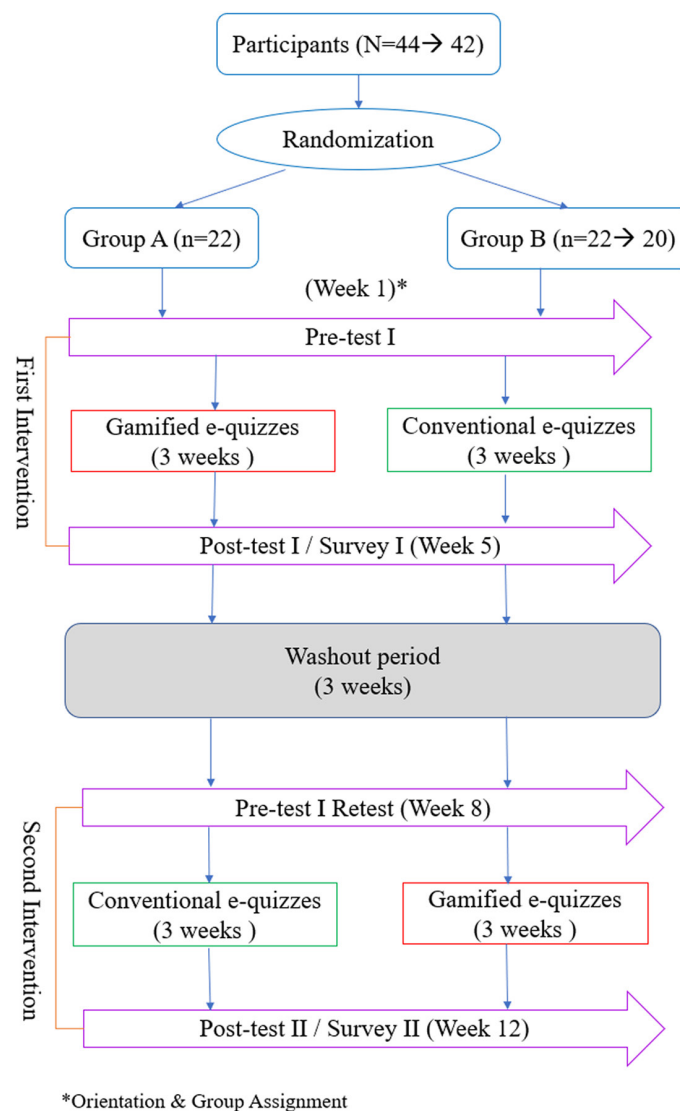 Participants (N=44→ 42)
Randomization
Group A (n=22)
Group B (n=22→ 20)
(Week 1)*
Pre-test I
First Intervention
Gamified e-quizzes
(3 weeks )
Conventional e-quizzes
(3 weeks )
Post-test I / Survey I (Week 5)
Washout period
(3 weeks)
Pre-test I Retest (Week 8)
Second Intervention
Conventional e-quizzes
(3 weeks )
Gamified e-quizzes
(3 weeks )
Post-test II / Survey II (Week 12)
*Orientation & Group Assignment